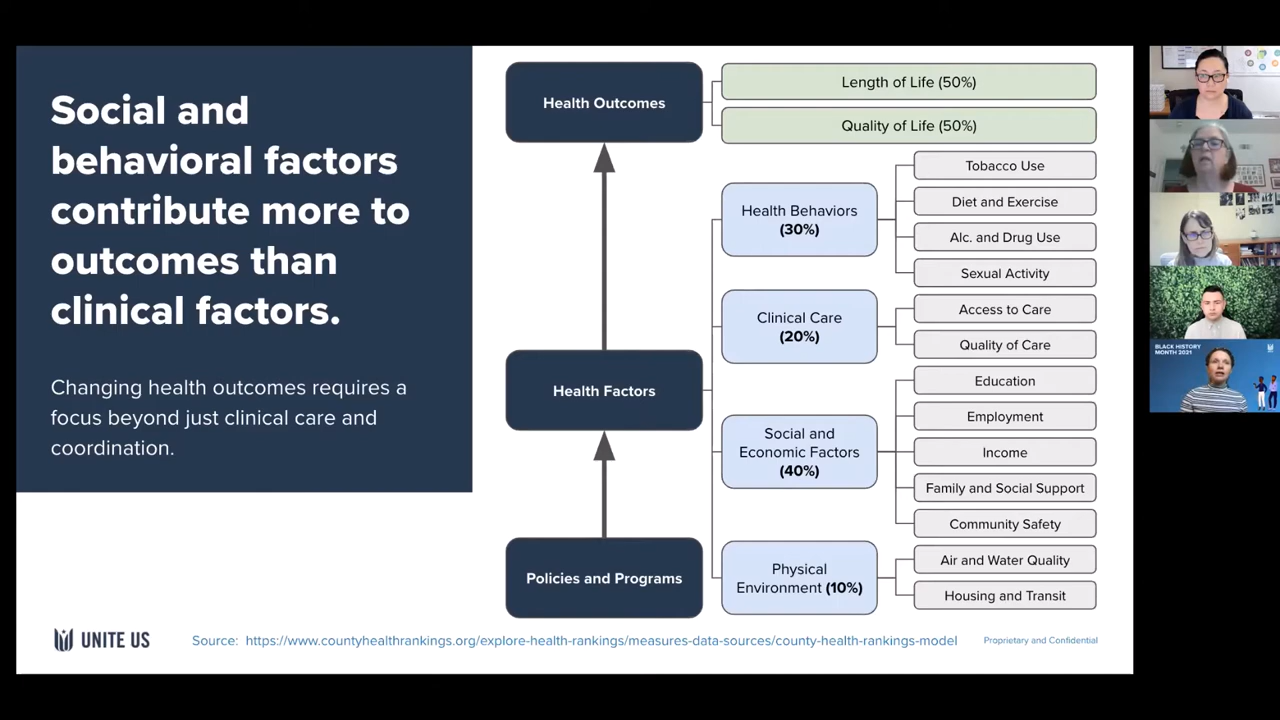 Social and
behavioral factors
contribute more to
outcomes than
clinical factors.
Changing health outcomes requires a
focus beyond just clinical care and
coordination.
Health Outcomes
Length of Life (50%)
Quality of Life (50%)
Health Factors
Policies and Programs
Health Behaviors
(30%)
Tobacco Use
Diet and Exercise
Alc. and Drug Use
Sexual Activity
Clinical Care
(20%)
Access to Care
Quality of Care
Social and
Economic Factors
(40%)
Education
Employment
Income
Family and Social Support
Community Safety
Physical
Environment (10%)
Air and Water Quality
Housing and Transit
UNITE US
Source: https://www.countyhealthrankings.org/explore-health-rankings/measures-data-sources/county-health-rankings-model
Proprietary and Confidential
BLACK HISTORY
MONTH 2021